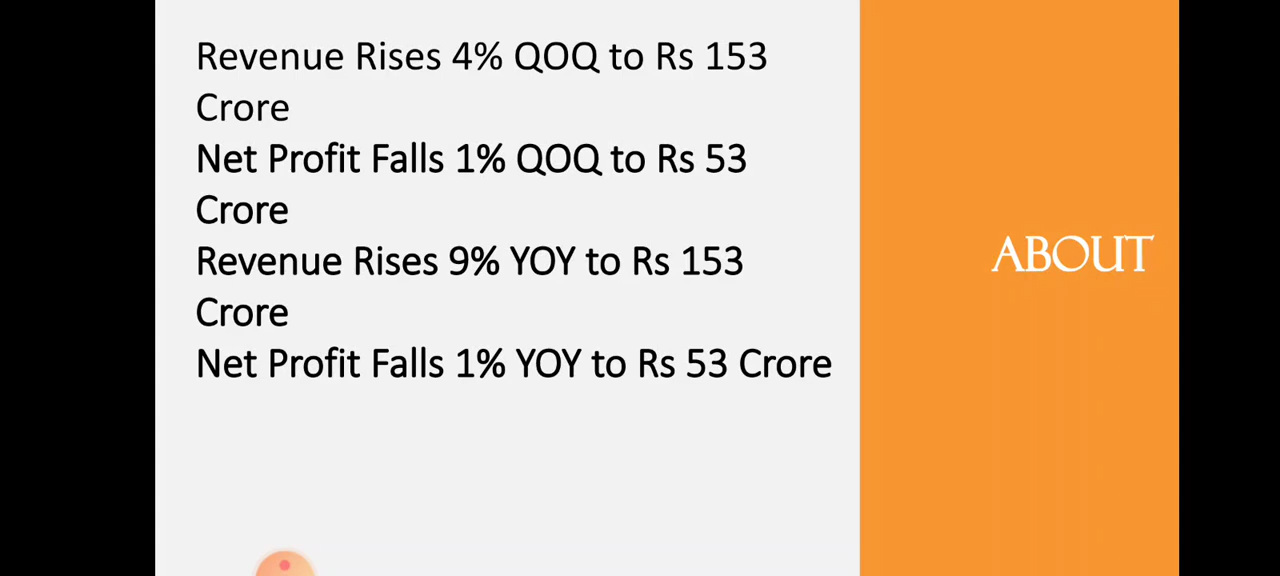 Revenue Rises 4% QOQ to Rs 153
Crore
Net Profit Falls 1% QOQ to Rs 53
Crore
Revenue Rises 9% YOY to Rs 153
Crore
Net Profit Falls 1% YOY to Rs 53 Crore
ABOUT